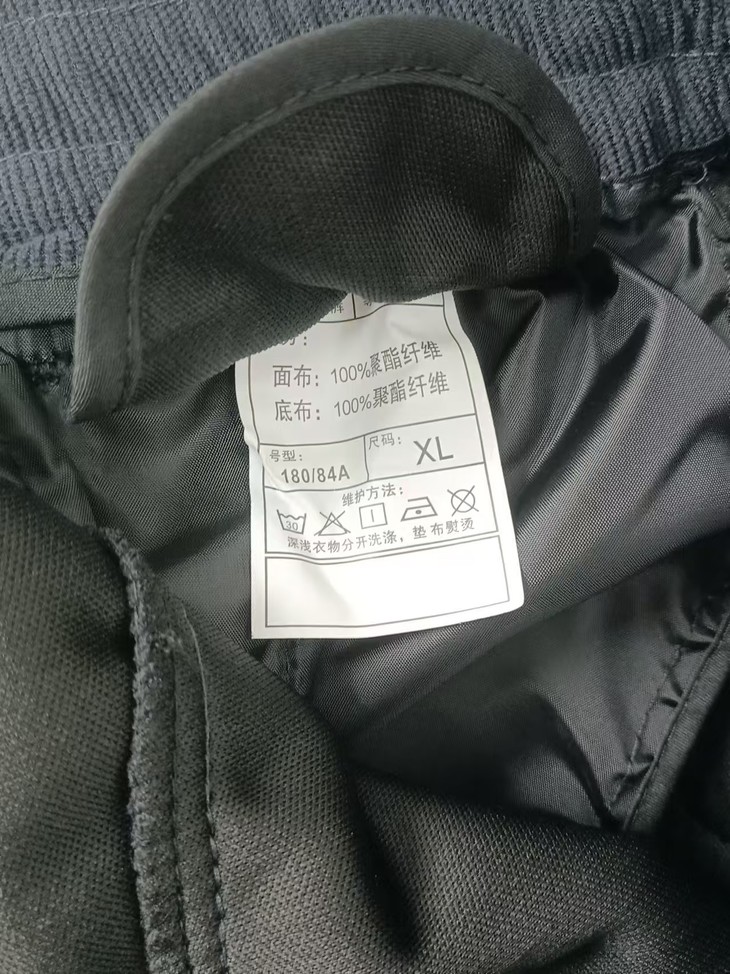 面布：100%聚酯纤维
底布：100%聚酯纤维
号型：
180/84A
尺码：
XL
维护方法：
30
深浅衣物分开洗涤，垫布熨烫